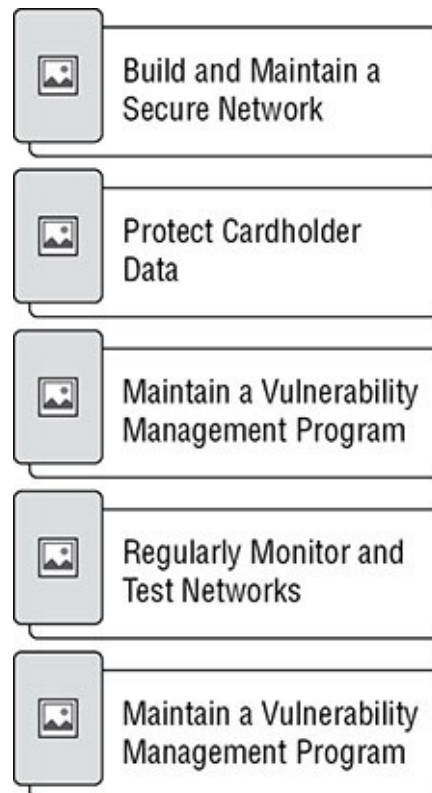 Build and Maintain a
Secure Network
Protect Cardholder
Data
Maintain a Vulnerability
Management Program
Regularly Monitor and
Test Networks
Maintain a Vulnerability
Management Program